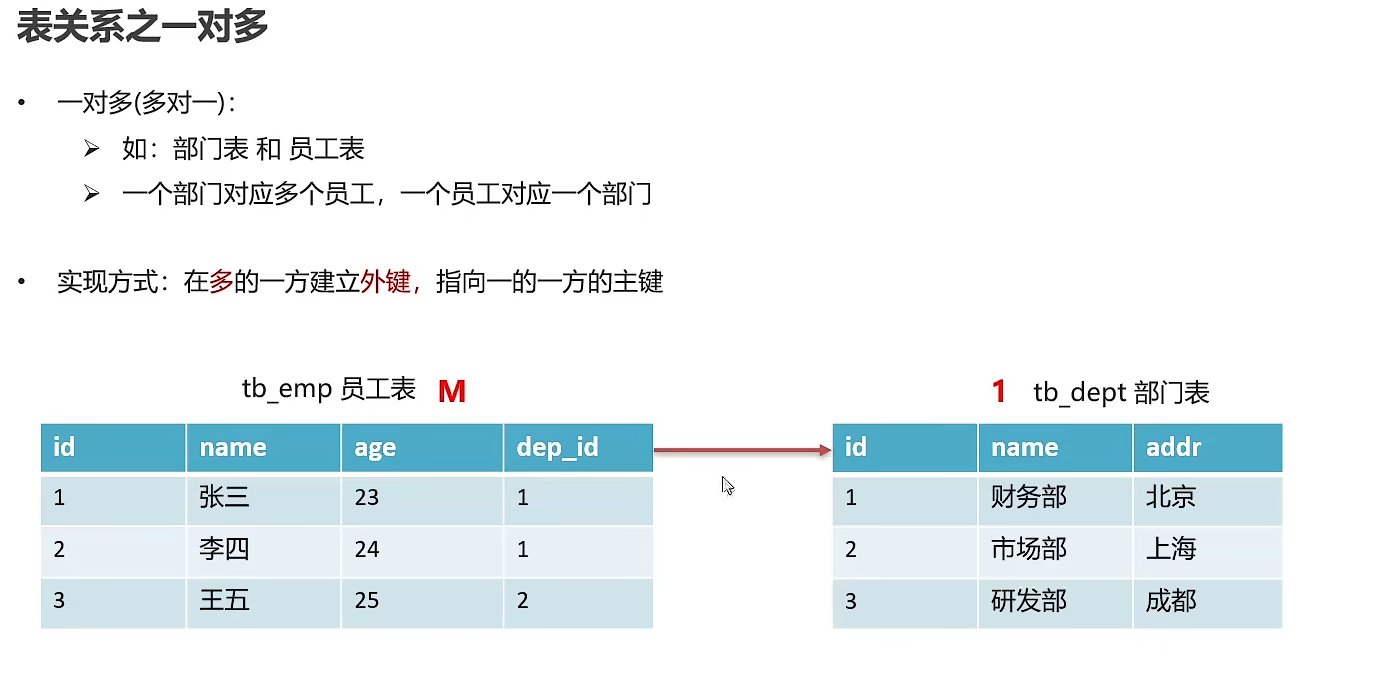 表关系之一对多
• 一对多(多对一)：
➢ 如：部门表 和 员工表
➢ 一个部门对应多个员工，一个员工对应一个部门
• 实现方式：在多的一方建立外键，指向一的一方的主键
tb_emp 员工表 M
id name age dep_id
1 张三 23 1
2 李四 24 1
3 王五 25 2
1 tb_dept 部门表
id name addr
1 财务部 北京
2 市场部 上海
3 研发部 成都